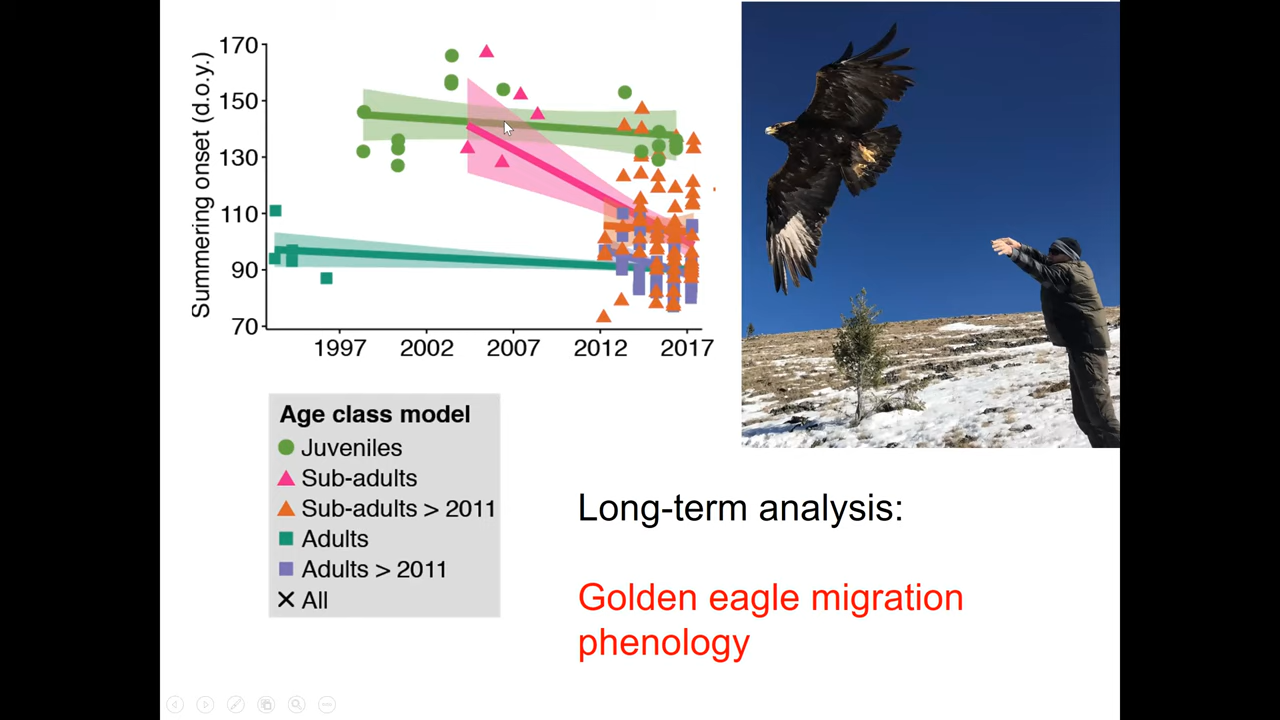 170
150
130
110
90
70
Summering onset (d.o.y.)
1997 2002 2007 2012 2017
Age class model
Juveniles
Sub-adults
Sub-adults > 2011
Adults
Adults > 2011
All
Long-term analysis:
Golden eagle migration
phenology